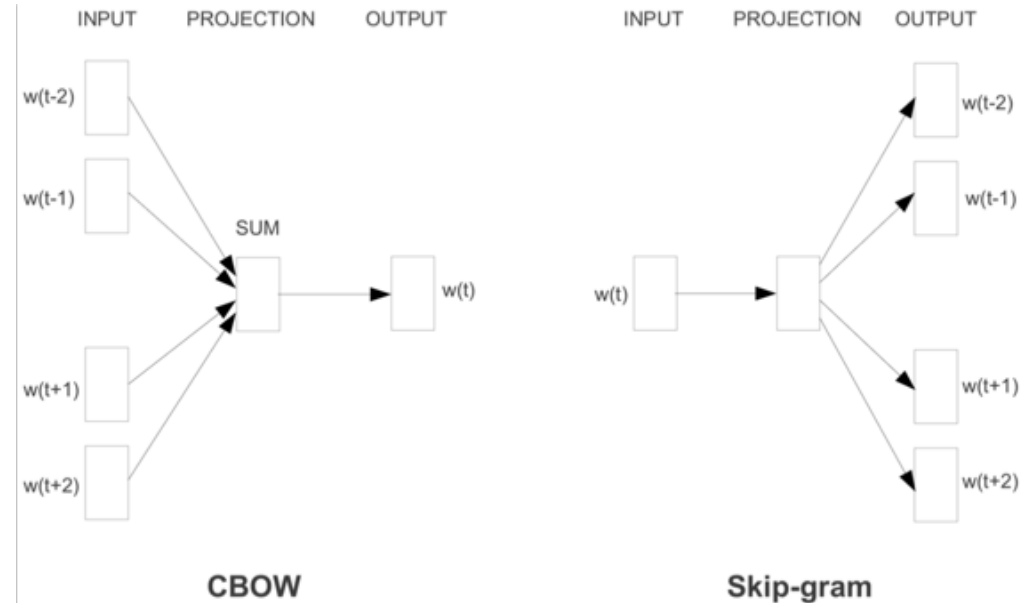 INPUT PROJECTION OUTPUT
w(t-2)
w(t-1)
SUM
w(t)
w(t+1)
w(t+2)
CBOW
INPUT PROJECTION OUTPUT
w(t-2)
w(t-1)
w(t)
w(t+1)
w(t+2)
Skip-gram